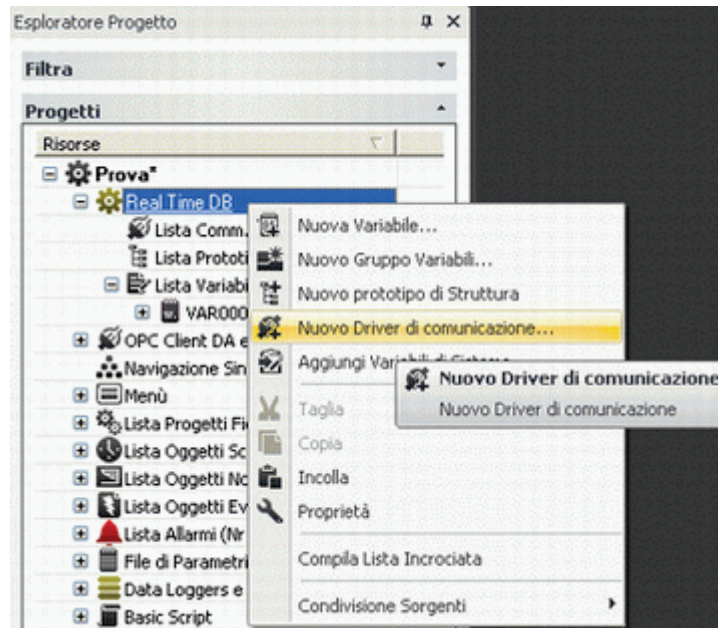 Esploratore Progetto
Filtra
Progetti
Risorse
Prova*
Real Time DB
Lista Comm.
Lista Prototi
Lista Variabi
VAR000
OPC Client DA e
Navigazione Sin
Menù
Lista Progetti Fi
Lista Oggetti Sc
Lista Oggetti No
Lista Oggetti Ev
Lista Allarmi (Nr
File di Parametri
Data Loggers e
Basic Script
Nuova Variabile...
Nuovo Gruppo Variabili...
Nuovo prototipo di Struttura
Nuovo Driver di comunicazione...
Aggiungi Variabili di Sistema
Nuovo Driver di comunicazione
Nuovo Driver di comunicazione
Taglia
Copia
Incolla
Proprietà
Compila Lista Incrociata
Condivisione Sorgenti